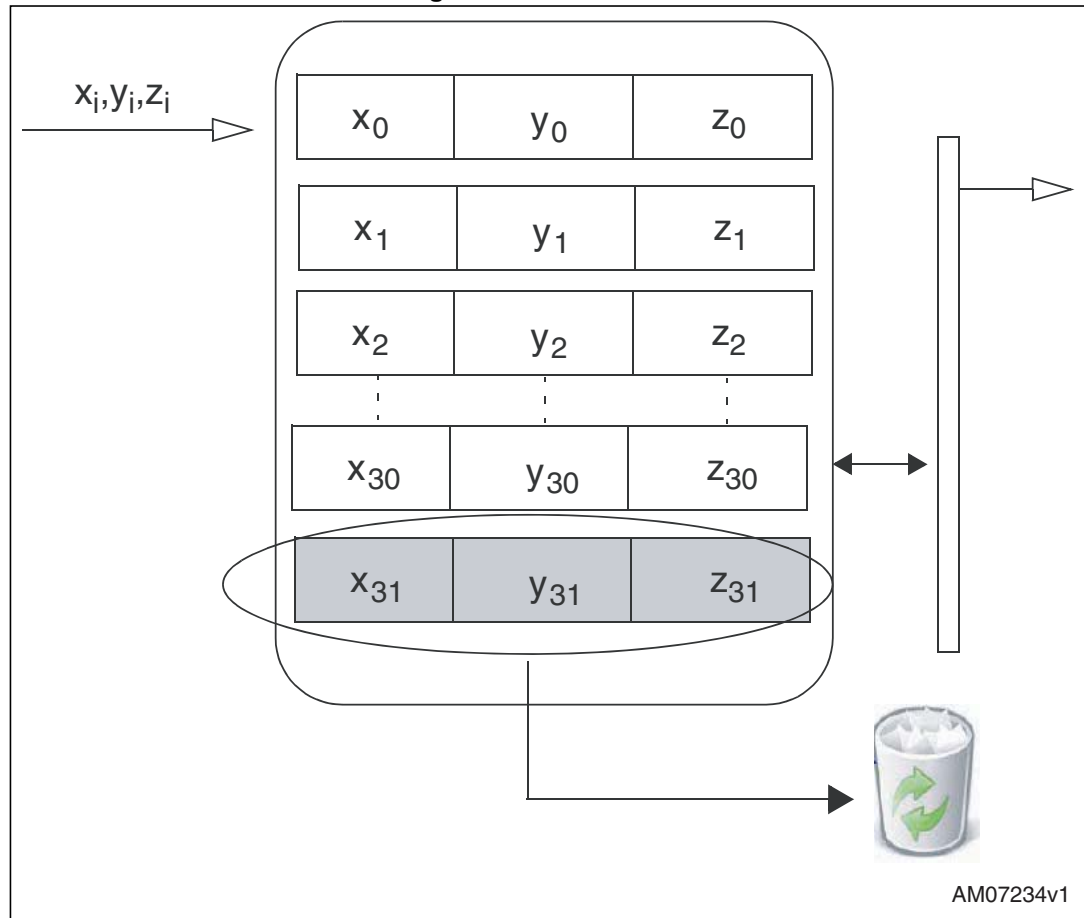 xᵢ,yᵢ,zᵢ
x₀ y₀ z₀
x₁ y₁ z₁
x₂ y₂ z₂
x₃₀ y₃₀ z₃₀
x₃₁ y₃₁ z₃₁
AM07234v1